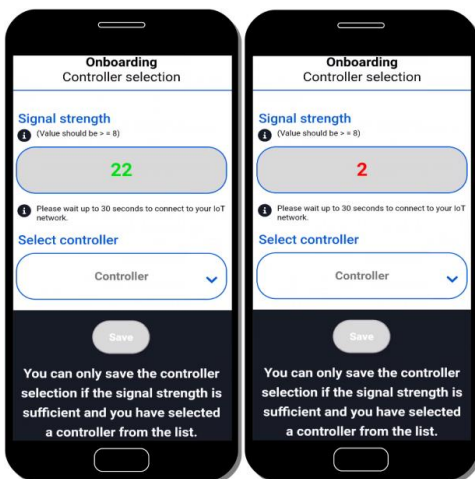 Onboarding
Controller selection
Signal strength
i (Value should be > = 8)
22
i Please wait up to 30 seconds to connect to your IoT
network.
Select controller
Controller
Save
You can only save the controller
selection if the signal strength is
sufficient and you have selected
a controller from the list.
Onboarding
Controller selection
Signal strength
i (Value should be > = 8)
2
i Please wait up to 30 seconds to connect to your IoT
network.
Select controller
Controller
Save
You can only save the controller
selection if the signal strength is
sufficient and you have selected
a controller from the list.